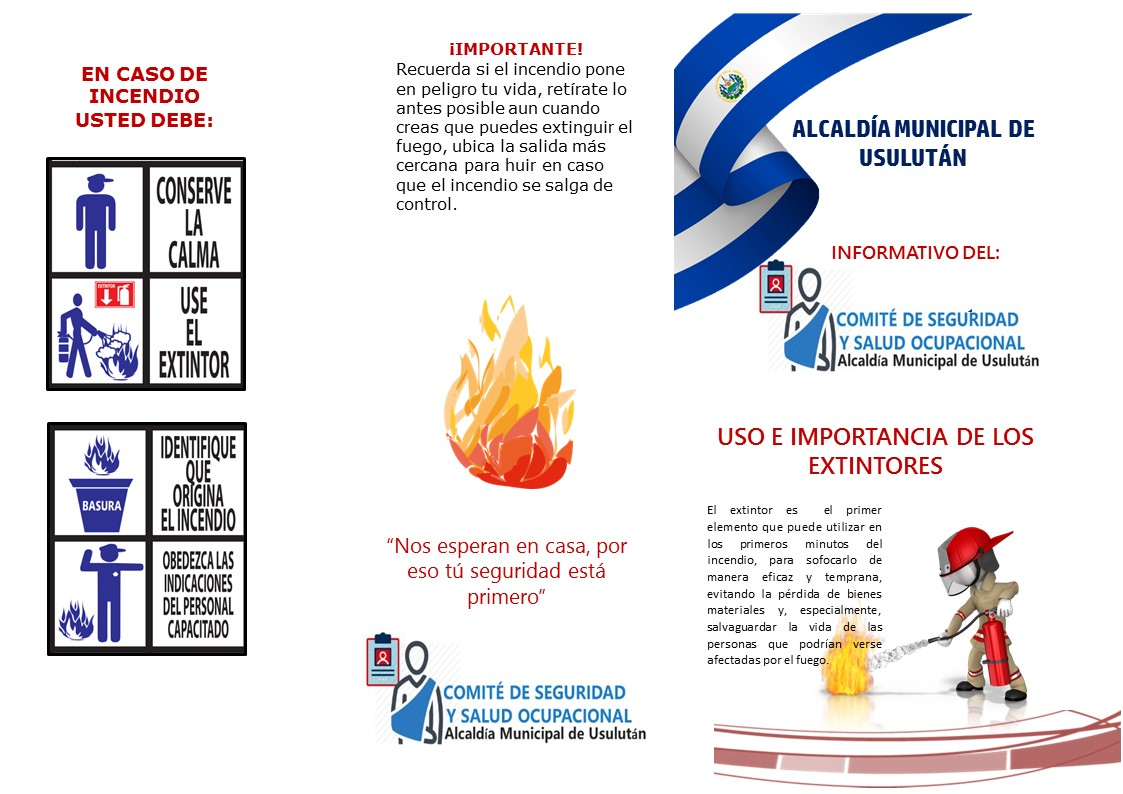 EN CASO DE
INCENDIO
USTED DEBE:
CONSERVE
LA
CALMA
EXTINTOR
USE
EL
EXTINTOR
BASURA
IDENTIFIQUE
QUE
ORIGINA
EL INCENDIO
OBEDEZCA LAS
INDICACIONES
DEL PERSONAL
CAPACITADO
¡IMPORTANTE!
Recuerda si el incendio pone
en peligro tu vida, retírate lo
antes posible aun cuando
creas que puedes extinguir el
fuego, ubica la salida más
cercana para huir en caso
que el incendio se salga de
control.
“Nos esperan en casa, por
eso tú seguridad está
primero”
COMITÉ DE SEGURIDAD
Y SALUD OCUPACIONAL
Alcaldía Municipal de Usulután
ALCALDÍA MUNICIPAL DE
USULUTÁN
INFORMATIVO DEL:
COMITÉ DE SEGURIDAD
Y SALUD OCUPACIONAL
Alcaldía Municipal de Usulután
USO E IMPORTANCIA DE LOS
EXTINTORES
El extintor es el primer
elemento que puede utilizar en
los primeros minutos del
incendio, para sofocarlo de
manera eficaz y temprana,
evitando la pérdida de bienes
materiales y, especialmente,
salvaguardar la vida de las
personas que podrían verse
afectadas por el fuego.